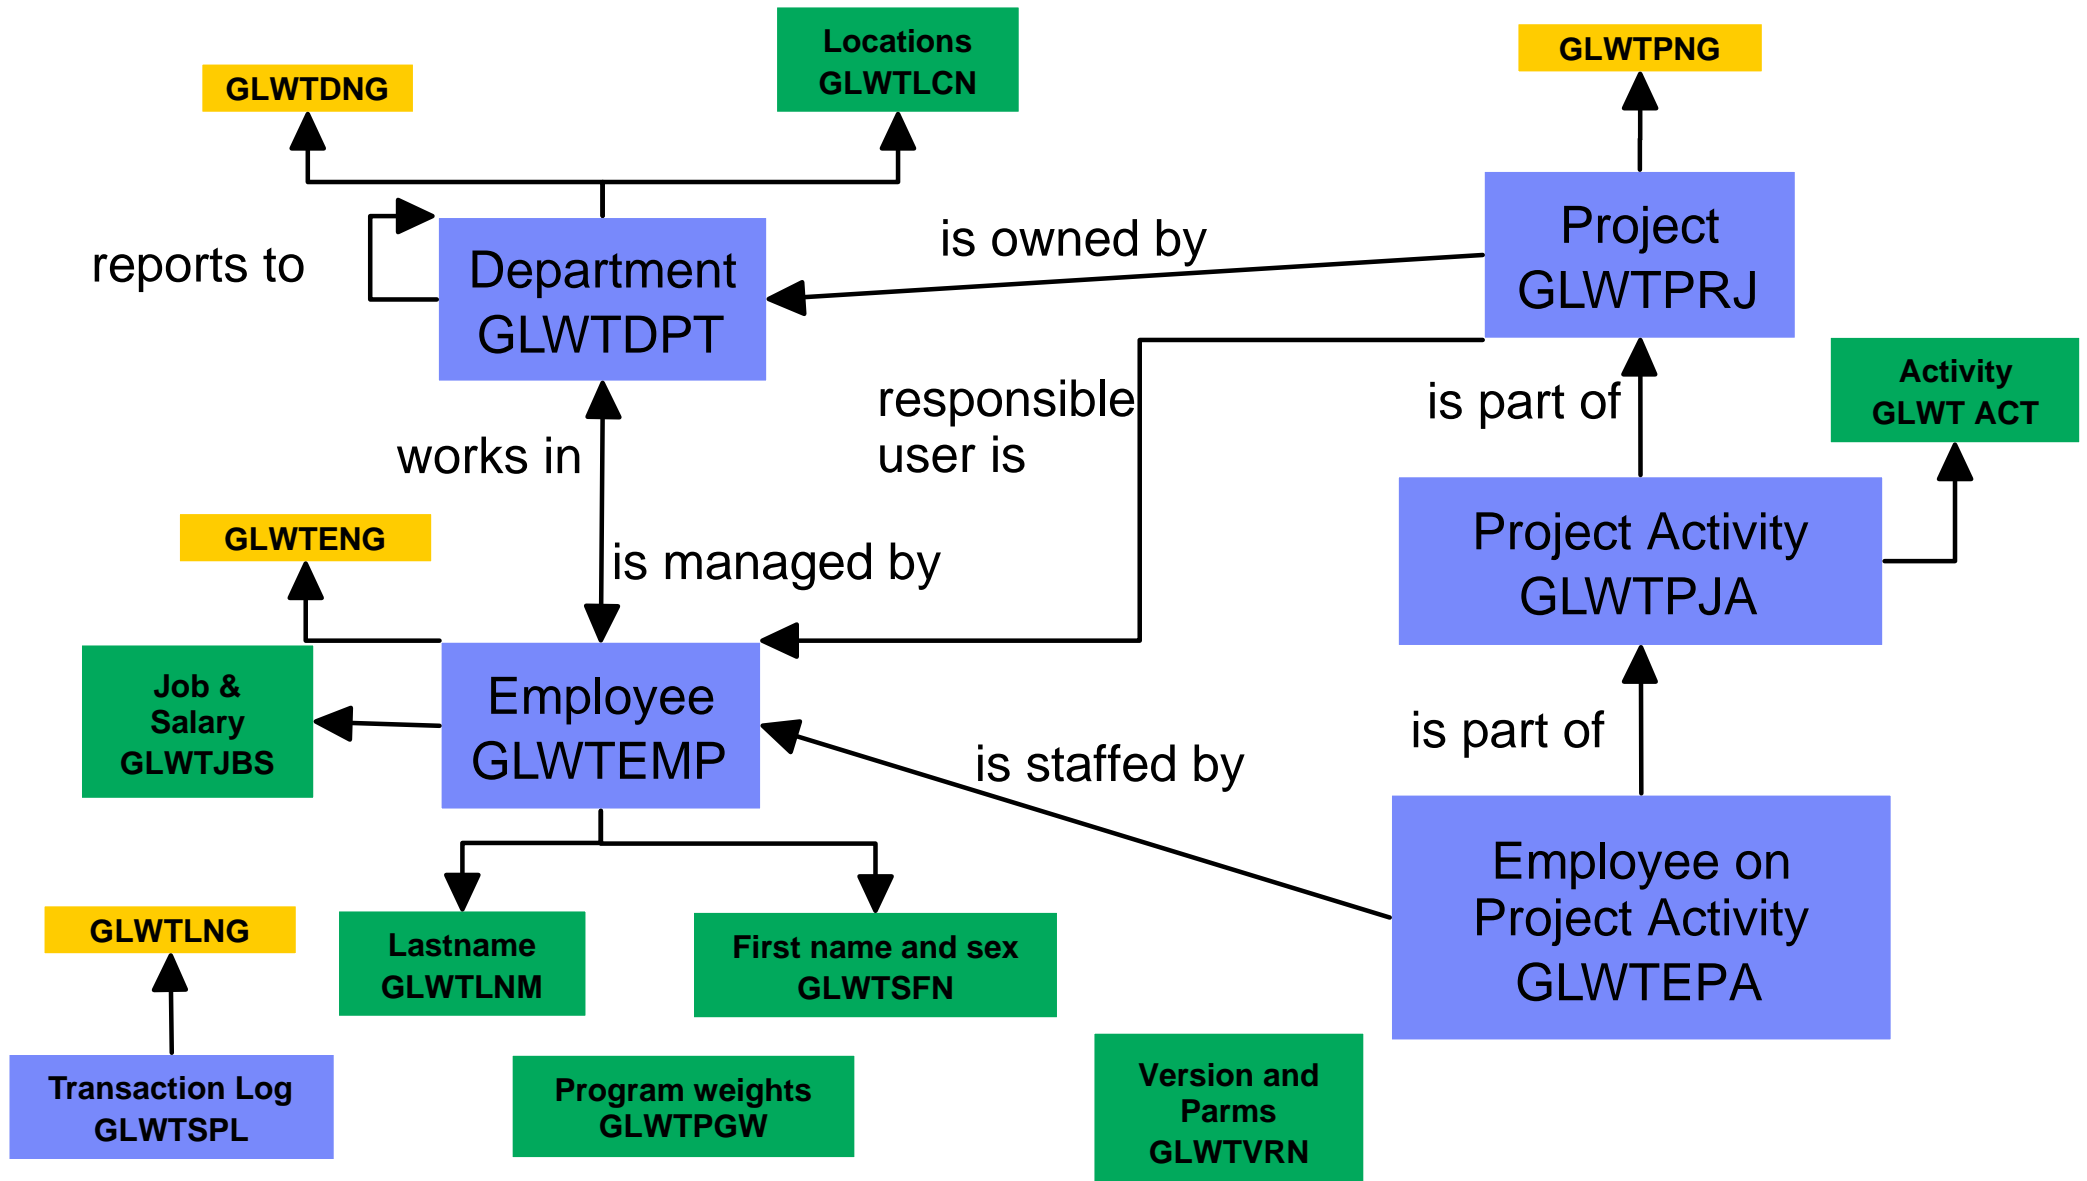 Locations
GLWTLCN
GLWTPNG
GLWTDNG
reports to
Department
GLWTDPT
is owned by
Project
GLWTPRJ
Activity
GLWT ACT
works in
responsible
user is
is part of
GLWTENG
is managed by
Project Activity
GLWTPJA
Job &
Salary
GLWTJBS
Employee
GLWTEMP
is staffed by
is part of
Employee on
Project Activity
GLWTEPA
GLWTLNG
Lastname
GLWTLNM
First name and sex
GLWTSFN
Transaction Log
GLWTSPL
Program weights
GLWTPGW
Version and
Parms
GLWTVRN